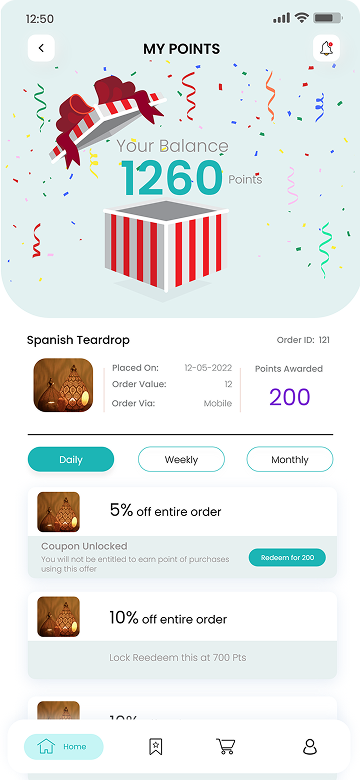 12:50
MY POINTS
Your Balance
1260 Points
Spanish Teardrop
Order ID: 121
Placed On: 12-05-2022
Order Value: 12
Order Via: Mobile
Points Awarded
200
Daily
Weekly
Monthly
5% off entire order
Coupon Unlocked
You will not be entitled to earn point of purchases
using this offer
Redeem for 200
10% off entire order
Lock Reedeem this at 700 Pts
Home